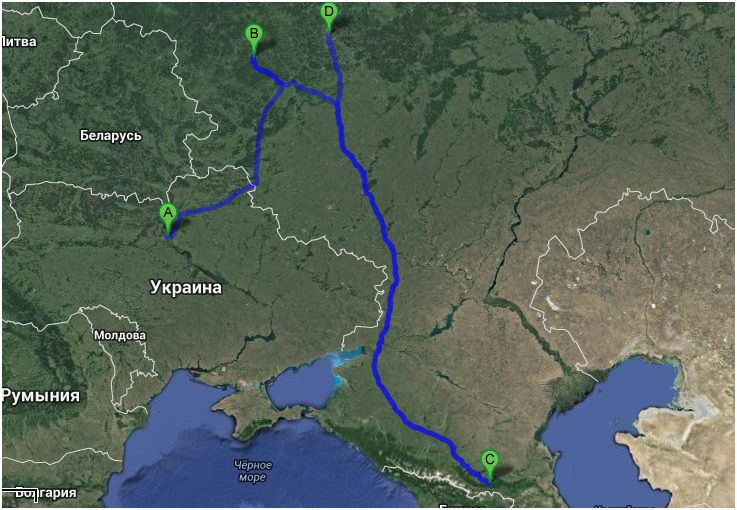 D
B
Литва
Беларусь
A
Украина
Молдова
Румыния
C
Чёрное
море
Болгария